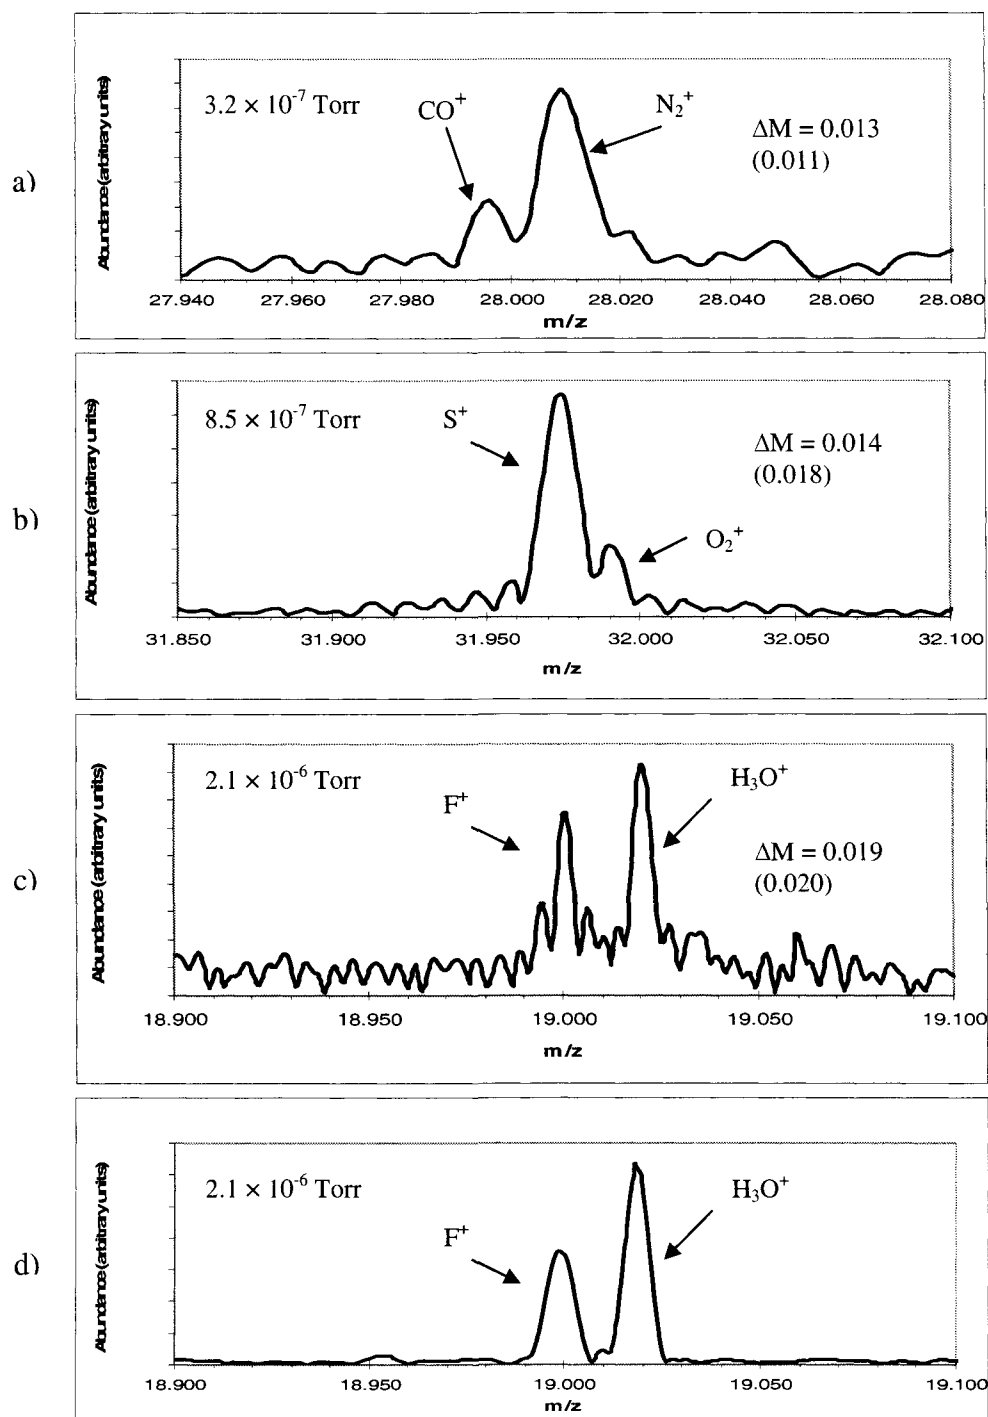 a)
Abundance (arbitrary units)
3.2 × 10⁻⁷ Torr
CO⁺
N₂⁺
ΔM = 0.013
(0.011)
27.940 27.960 27.980 28.000 28.020 28.040 28.060 28.080
m/z
b)
Abundance (arbitrary units)
8.5 × 10⁻⁷ Torr
S⁺
ΔM = 0.014
(0.018)
O₂⁺
31.850 31.900 31.950 32.000 32.050 32.100
m/z
c)
Abundance (arbitrary units)
2.1 × 10⁻⁶ Torr
F⁺
H₃O⁺
ΔM = 0.019
(0.020)
18.900 18.950 19.000 19.050 19.100
m/z
d)
Abundance (arbitrary units)
2.1 × 10⁻⁶ Torr
F⁺
H₃O⁺
18.900 18.950 19.000 19.050 19.100
m/z